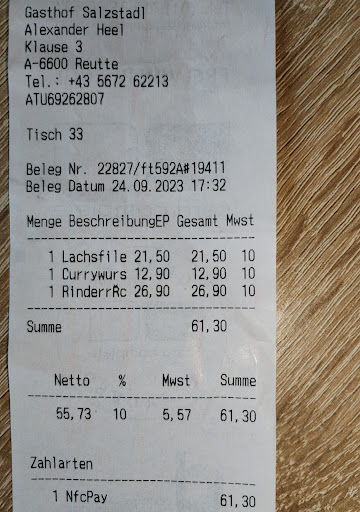 Gasthof Salzstadl
Alexander Heel
Klause 3
A-6600 Reutte
Tel.: +43 5672 62213
ATU69262807
Tisch 33
Beleg Nr. 22827/ft592A#19411
Beleg Datum 24.09.2023 17:32
Menge BeschreibungEP Gesamt Mwst
1 Lachsfile 21,50 21,50 10
1 Currywurs 12,90 12,90 10
1 RinderrRc 26,90 26,90 10
Summe 61,30
Netto % Mwst Summe
55,73 10 5,57 61,30
Zahlarten
1 NfcPay 61,30